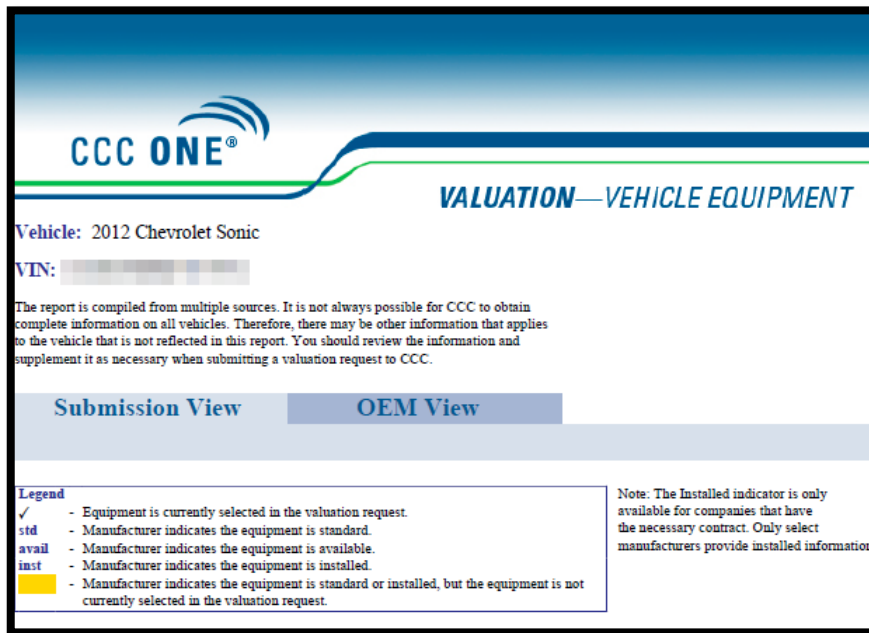 CCC ONE®
VALUATION—VEHICLE EQUIPMENT
Vehicle: 2012 Chevrolet Sonic
VIN:
The report is compiled from multiple sources. It is not always possible for CCC to obtain
complete information on all vehicles. Therefore, there may be other information that applies
to the vehicle that is not reflected in this report. You should review the information and
supplement it as necessary when submitting a valuation request to CCC.
Submission View OEM View
Legend
✓ - Equipment is currently selected in the valuation request.
std - Manufacturer indicates the equipment is standard.
avail - Manufacturer indicates the equipment is available.
inst - Manufacturer indicates the equipment is installed.
- Manufacturer indicates the equipment is standard or installed, but the equipment is not
currently selected in the valuation request.
Note: The Installed indicator is only
available for companies that have
the necessary contract. Only select
manufacturers provide installed information